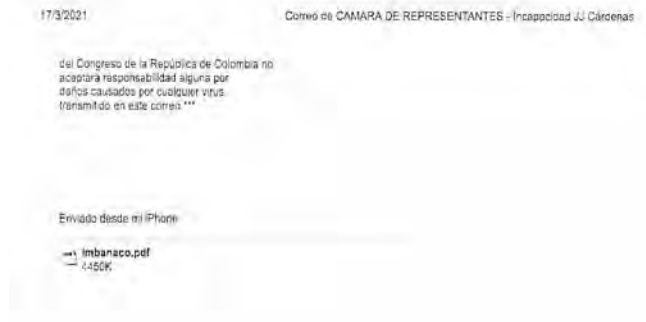 17/3/2021
Correo de CAMARA DE REPRESENTANTES - Incapacidad JJ Cárdenas
del Congreso de la República de Colombia no
aceptará responsabilidad alguna por
daños causados por cualquier virus
transmitido en este correo.***
Enviado desde mi iPhone
Imbanaco.pdf
4450K